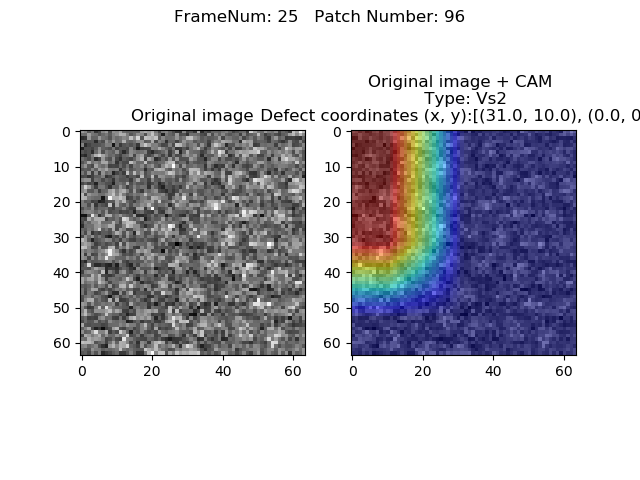 FrameNum: 25   Patch Number: 96
Original image + CAM
Type: Vs2
Original image Defect coordinates (x, y):[(31.0, 10.0), (0.0, 0
0
10
20
30
40
50
60
0 20 40 60
0
10
20
30
40
50
60
0 20 40 60